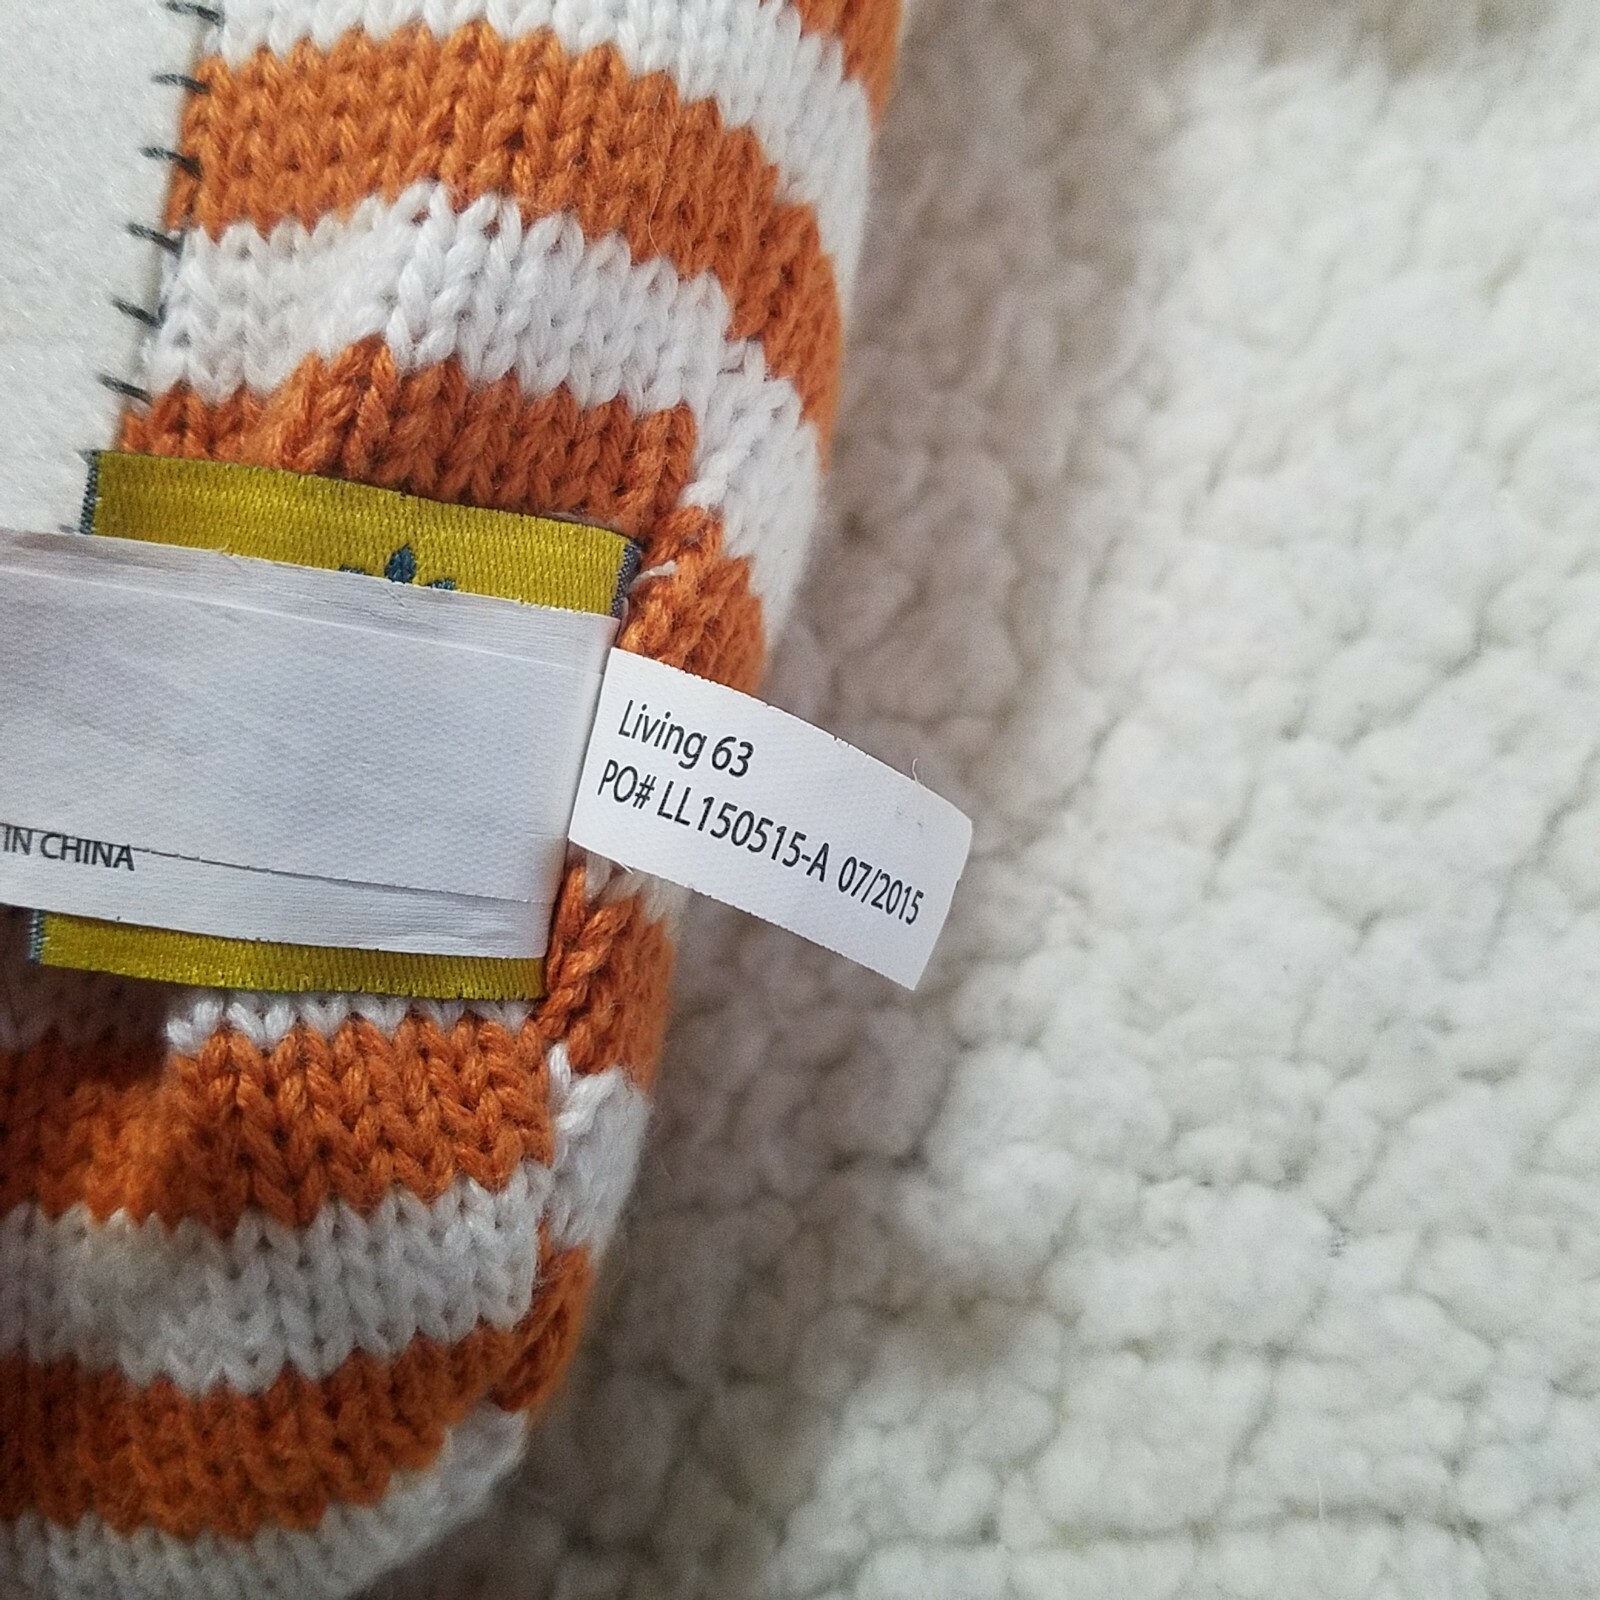 IN CHINA
Living 63
PO# LL150515-A 07/2015